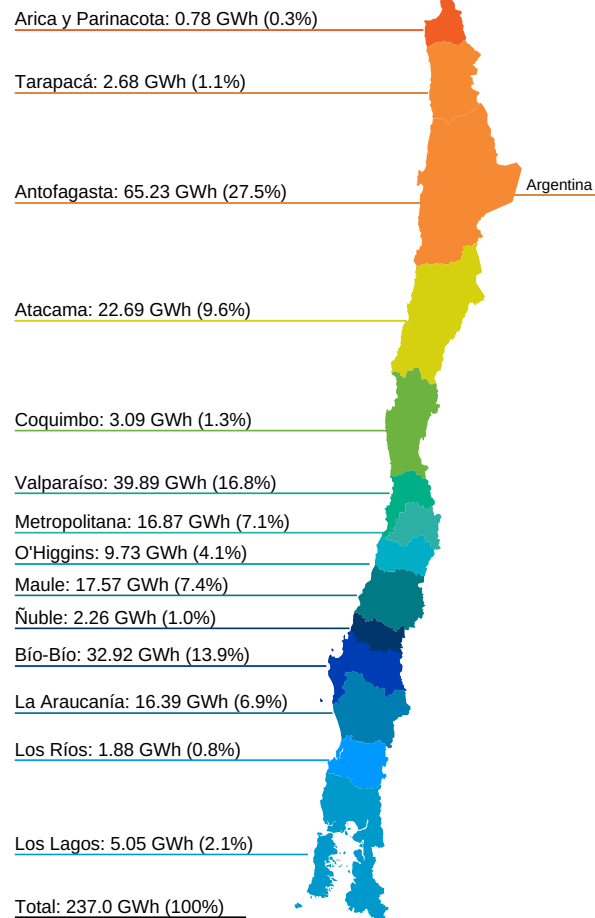 Arica y Parinacota: 0.78 GWh (0.3%)
Tarapacá: 2.68 GWh (1.1%)
Antofagasta: 65.23 GWh (27.5%)
Argentina
Atacama: 22.69 GWh (9.6%)
Coquimbo: 3.09 GWh (1.3%)
Valparaíso: 39.89 GWh (16.8%)
Metropolitana: 16.87 GWh (7.1%)
O'Higgins: 9.73 GWh (4.1%)
Maule: 17.57 GWh (7.4%)
Ñuble: 2.26 GWh (1.0%)
Bío-Bío: 32.92 GWh (13.9%)
La Araucanía: 16.39 GWh (6.9%)
Los Ríos: 1.88 GWh (0.8%)
Los Lagos: 5.05 GWh (2.1%)
Total: 237.0 GWh (100%)